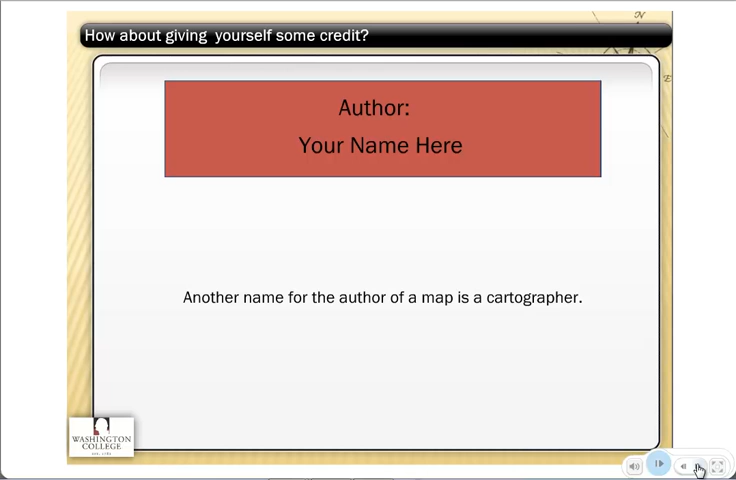 How about giving  yourself some credit?
N
E
Author:
Your Name Here
Another name for the author of a map is a cartographer.
WASHINGTON
COLLEGE